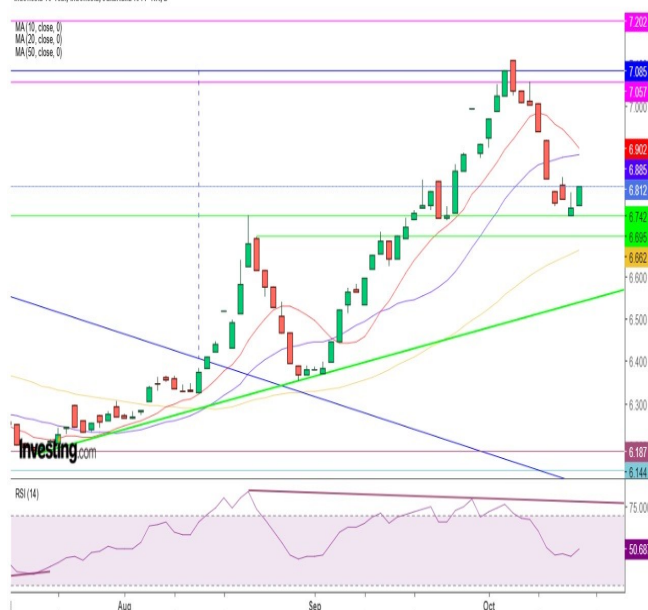 MA (10, close, 0)
MA (20, close, 0)
MA (50, close, 0)
7.202
7.085
7.057
7.000
6.902
6.885
6.812
6.742
6.695
6.662
6.600
6.500
6.400
6.300
6.187
6.144
Investing.com
RSI (14)
75.000
50.687
Aug
Sep
Oct